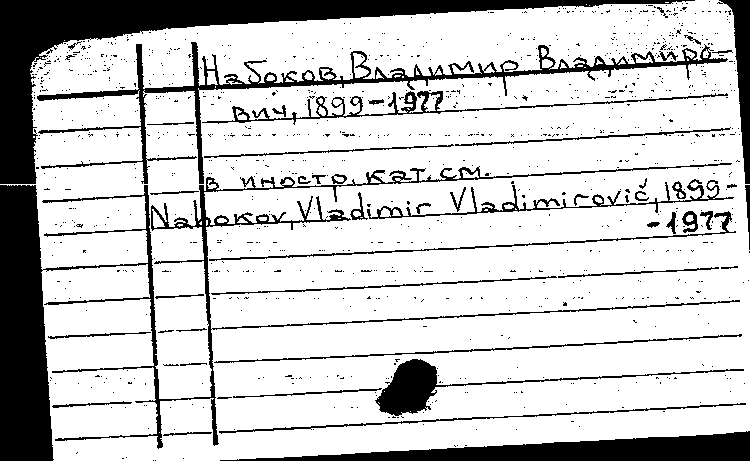 Набоков, Владимир Владимиро-
вич, 1899-1977
в иностр. кат. см.
Nabokov, Vladimir Vladimirovič, 1899-
-1977